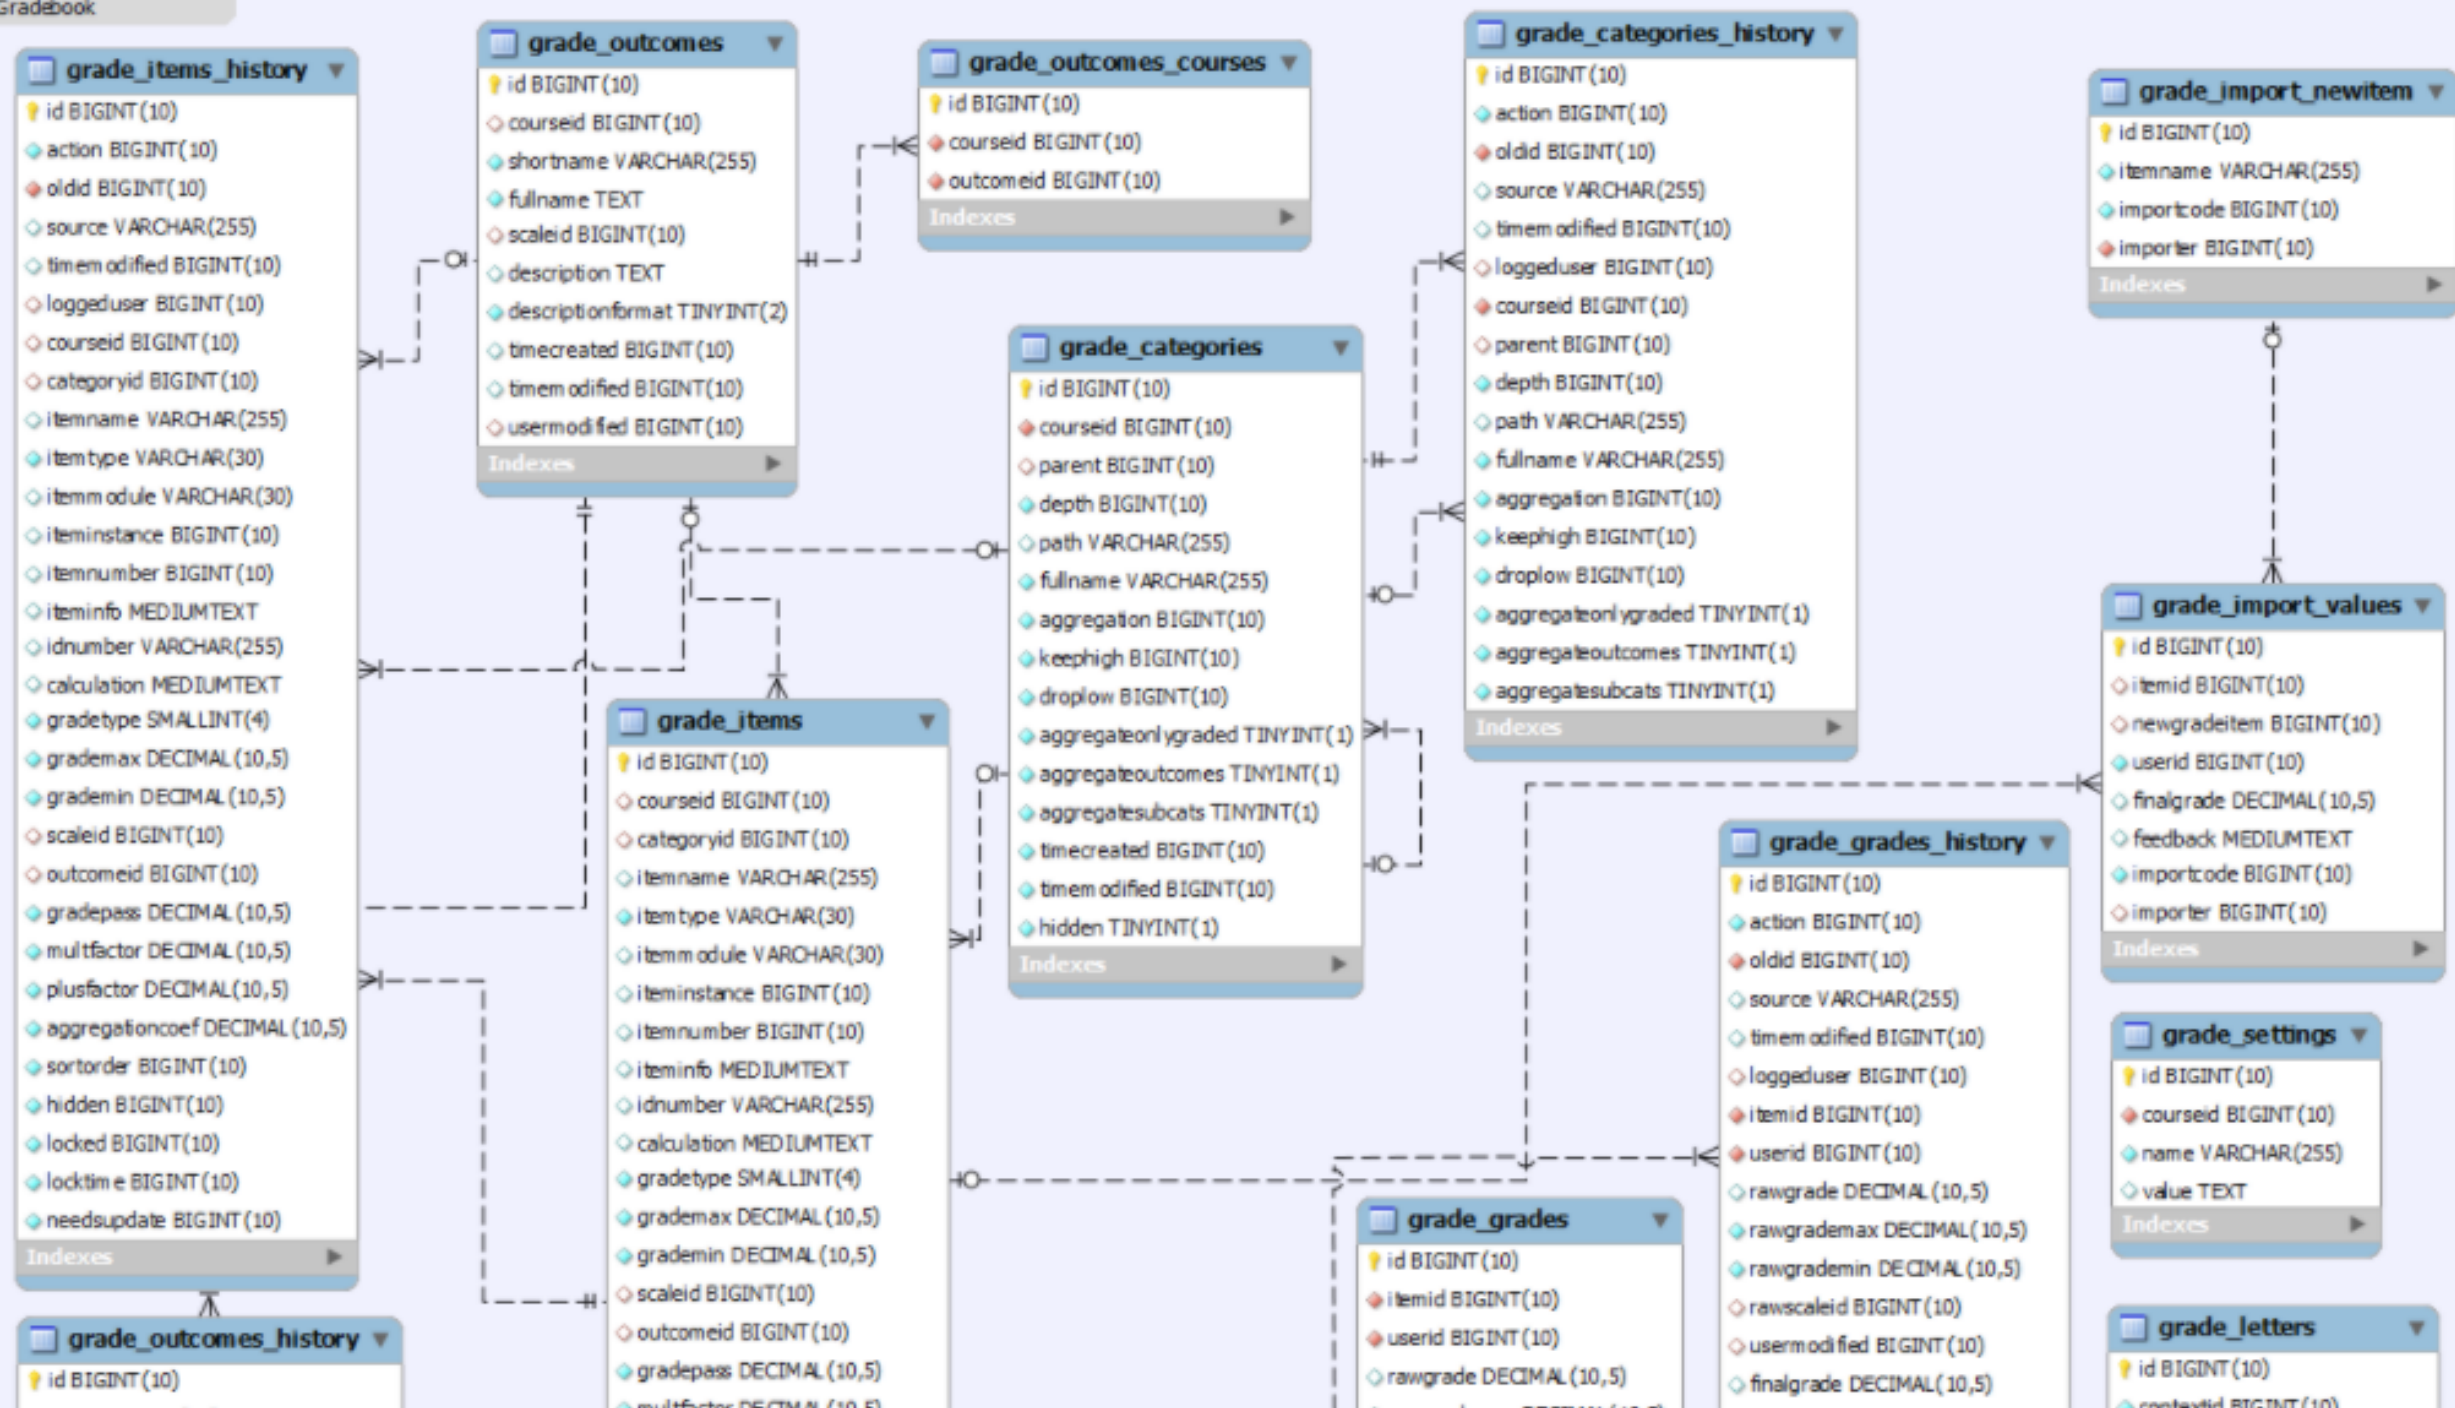 Gradebook
grade_items_history
id BIGINT(10)
action BIGINT(10)
oldid BIGINT(10)
source VARCHAR(255)
timemodified BIGINT(10)
loggeduser BIGINT(10)
courseid BIGINT(10)
categoryid BIGINT(10)
itemname VARCHAR(255)
itemtype VARCHAR(30)
itemmodule VARCHAR(30)
iteminstance BIGINT(10)
itemnumber BIGINT(10)
iteminfo MEDIUMTEXT
idnumber VARCHAR(255)
calculation MEDIUMTEXT
gradetype SMALLINT(4)
grademax DECIMAL(10,5)
grademin DECIMAL(10,5)
scaleid BIGINT(10)
outcomeid BIGINT(10)
gradepass DECIMAL(10,5)
multfactor DECIMAL(10,5)
plusfactor DECIMAL(10,5)
aggregationcoef DECIMAL(10,5)
sortorder BIGINT(10)
hidden BIGINT(10)
locked BIGINT(10)
locktime BIGINT(10)
needsupdate BIGINT(10)
Indexes
grade_outcomes_history
id BIGINT(10)
grade_outcomes
id BIGINT(10)
courseid BIGINT(10)
shortname VARCHAR(255)
fullname TEXT
scaleid BIGINT(10)
description TEXT
descriptionformat TINYINT(2)
timecreated BIGINT(10)
timemodified BIGINT(10)
usermodified BIGINT(10)
Indexes
grade_items
id BIGINT(10)
courseid BIGINT(10)
categoryid BIGINT(10)
itemname VARCHAR(255)
itemtype VARCHAR(30)
itemmodule VARCHAR(30)
iteminstance BIGINT(10)
itemnumber BIGINT(10)
iteminfo MEDIUMTEXT
idnumber VARCHAR(255)
calculation MEDIUMTEXT
gradetype SMALLINT(4)
grademax DECIMAL(10,5)
grademin DECIMAL(10,5)
scaleid BIGINT(10)
outcomeid BIGINT(10)
gradepass DECIMAL(10,5)
multfactor DECIMAL(10,5)
grade_outcomes_courses
id BIGINT(10)
courseid BIGINT(10)
outcomeid BIGINT(10)
Indexes
grade_categories
id BIGINT(10)
courseid BIGINT(10)
parent BIGINT(10)
depth BIGINT(10)
path VARCHAR(255)
fullname VARCHAR(255)
aggregation BIGINT(10)
keephigh BIGINT(10)
droplow BIGINT(10)
aggregateonlygraded TINYINT(1)
aggregateoutcomes TINYINT(1)
aggregatesubcats TINYINT(1)
timecreated BIGINT(10)
timemodified BIGINT(10)
hidden TINYINT(1)
Indexes
grade_categories_history
id BIGINT(10)
action BIGINT(10)
oldid BIGINT(10)
source VARCHAR(255)
timemodified BIGINT(10)
loggeduser BIGINT(10)
courseid BIGINT(10)
parent BIGINT(10)
depth BIGINT(10)
path VARCHAR(255)
fullname VARCHAR(255)
aggregation BIGINT(10)
keephigh BIGINT(10)
droplow BIGINT(10)
aggregateonlygraded TINYINT(1)
aggregateoutcomes TINYINT(1)
aggregatesubcats TINYINT(1)
Indexes
grade_grades
id BIGINT(10)
itemid BIGINT(10)
userid BIGINT(10)
rawgrade DECIMAL(10,5)
grade_grades_history
id BIGINT(10)
action BIGINT(10)
oldid BIGINT(10)
source VARCHAR(255)
timemodified BIGINT(10)
loggeduser BIGINT(10)
itemid BIGINT(10)
userid BIGINT(10)
rawgrade DECIMAL(10,5)
rawgrademax DECIMAL(10,5)
rawgrademin DECIMAL(10,5)
rawscaleid BIGINT(10)
usermodified BIGINT(10)
finalgrade DECIMAL(10,5)
grade_import_newitem
id BIGINT(10)
itemname VARCHAR(255)
importcode BIGINT(10)
importer BIGINT(10)
Indexes
grade_import_values
id BIGINT(10)
itemid BIGINT(10)
newgradeitem BIGINT(10)
userid BIGINT(10)
finalgrade DECIMAL(10,5)
feedback MEDIUMTEXT
importcode BIGINT(10)
importer BIGINT(10)
Indexes
grade_settings
id BIGINT(10)
courseid BIGINT(10)
name VARCHAR(255)
value TEXT
Indexes
grade_letters
id BIGINT(10)
contextid BIGINT(10)